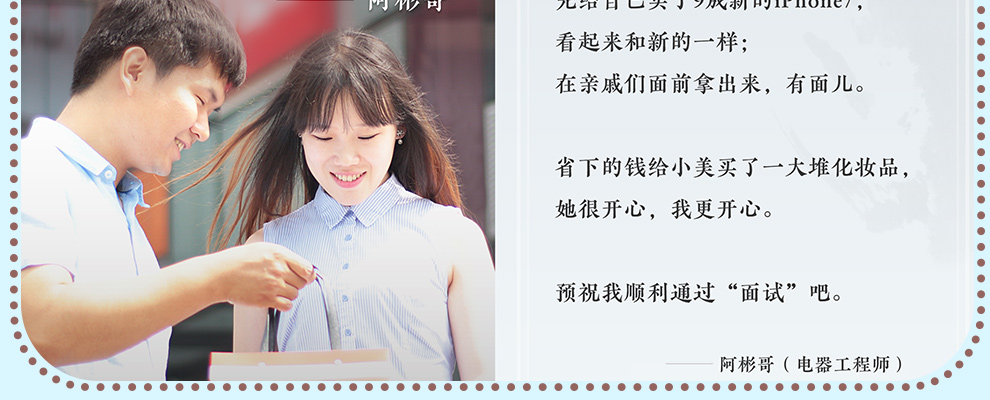 阿彬哥
先给自己买了9成新的iPhone7，
看起来和新的一样；
在亲戚们面前拿出来，有面儿。
省下的钱给小美买了一大堆化妆品，
她很开心，我更开心。
预祝我顺利通过“面试”吧。
——阿彬哥（电器工程师）